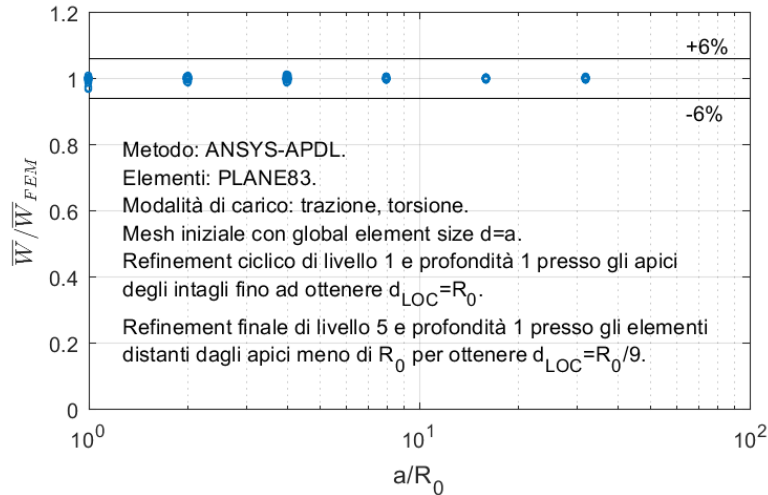 1.2
+6%
1
-6%
0.8
Metodo: ANSYS-APDL.
Elementi: PLANE83.
Modalità di carico: trazione, torsione.
0.6
Mesh iniziale con global element size d=a.
Refinement ciclico di livello 1 e profondità 1 presso gli apici
0.4
degli intagli fino ad ottenere d_LOC=R_0.
Refinement finale di livello 5 e profondità 1 presso gli elementi
0.2
distanti dagli apici meno di R_0 per ottenere d_LOC=R_0/9.
0
10^0 10^1 10^2
a/R_0
W̅/W̅_FEM